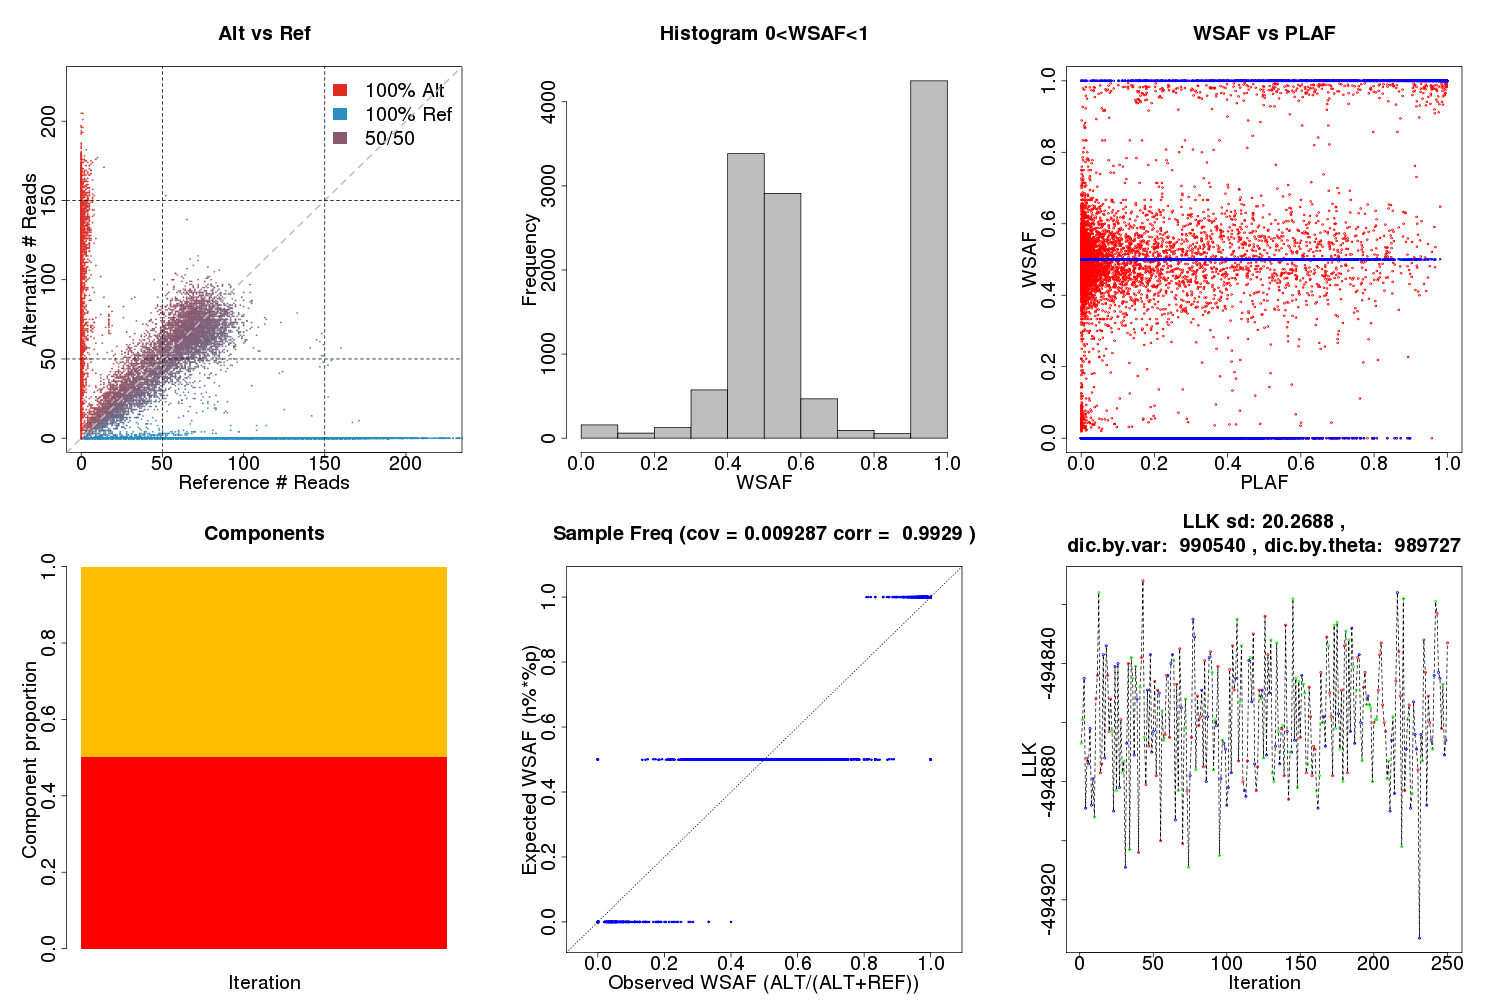 Alt vs Ref
100% Alt
100% Ref
50/50
Alternative # Reads
0 50 100 150 200
0 50 100 150 200
Reference # Reads
Histogram 0<WSAF<1
Frequency
0 1000 2000 3000 4000
0.0 0.2 0.4 0.6 0.8 1.0
WSAF
WSAF vs PLAF
WSAF
0.0 0.2 0.4 0.6 0.8 1.0
0.0 0.2 0.4 0.6 0.8 1.0
PLAF
Components
Component proportion
0.0 0.2 0.4 0.6 0.8 1.0
Iteration
Sample Freq (cov = 0.009287 corr = 0.9929 )
Expected WSAF (h%*%p)
0.0 0.2 0.4 0.6 0.8 1.0
0.0 0.2 0.4 0.6 0.8 1.0
Observed WSAF (ALT/(ALT+REF))
LLK sd: 20.2688 ,
dic.by.var: 990540 , dic.by.theta: 989727
LLK
-494920 -494880 -494840
0 50 100 150 200 250
Iteration